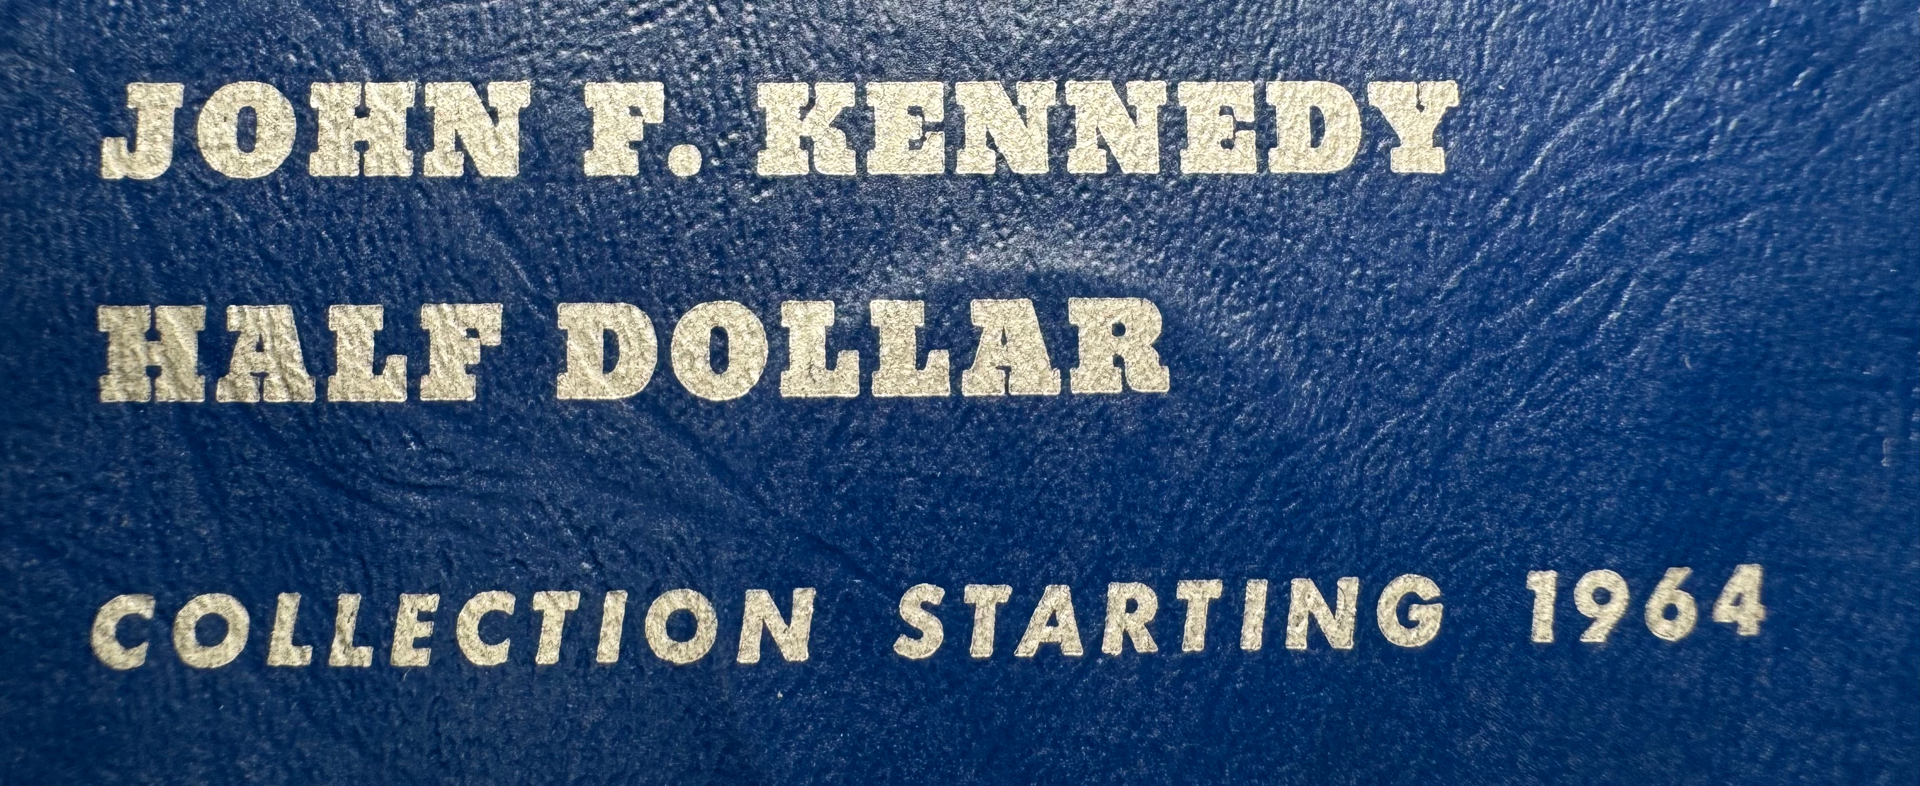 JOHN F. KENNEDY
HALF DOLLAR
COLLECTION STARTING 1964